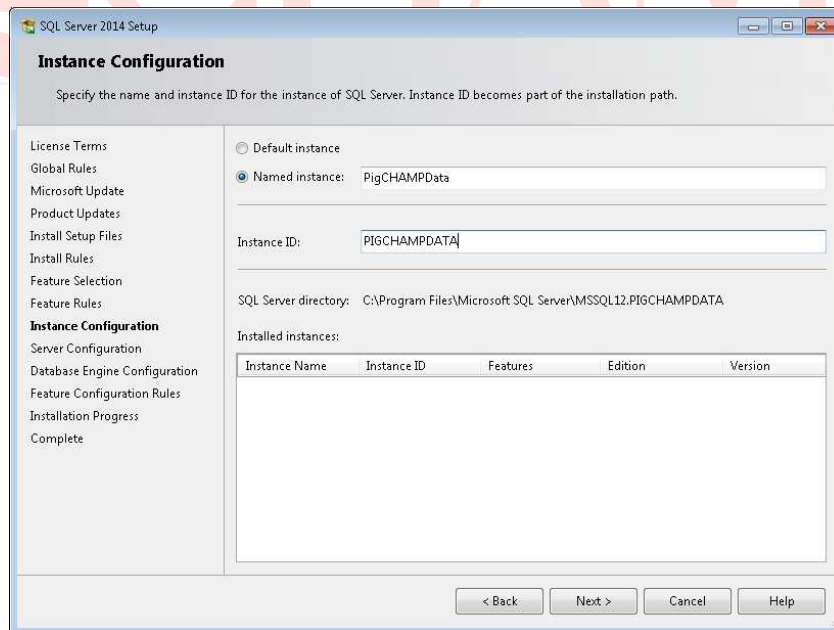 SQL Server 2014 Setup
Instance Configuration
Specify the name and instance ID for the instance of SQL Server. Instance ID becomes part of the installation path.
License Terms
Global Rules
Microsoft Update
Product Updates
Install Setup Files
Install Rules
Feature Selection
Feature Rules
Instance Configuration
Server Configuration
Database Engine Configuration
Feature Configuration Rules
Installation Progress
Complete
Default instance
Named instance: PigCHAMPData
Instance ID: PIGCHAMPDATA
SQL Server directory: C:\Program Files\Microsoft SQL Server\MSSQL12.PIGCHAMPDATA
Installed instances:
Instance Name Instance ID Features Edition Version
< Back Next > Cancel Help